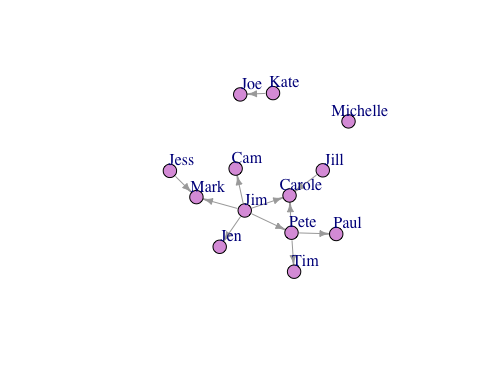 Joe
Kate
Michelle
Jess
Cam
Jill
Mark
Carole
Jim
Jen
Pete
Paul
Tim